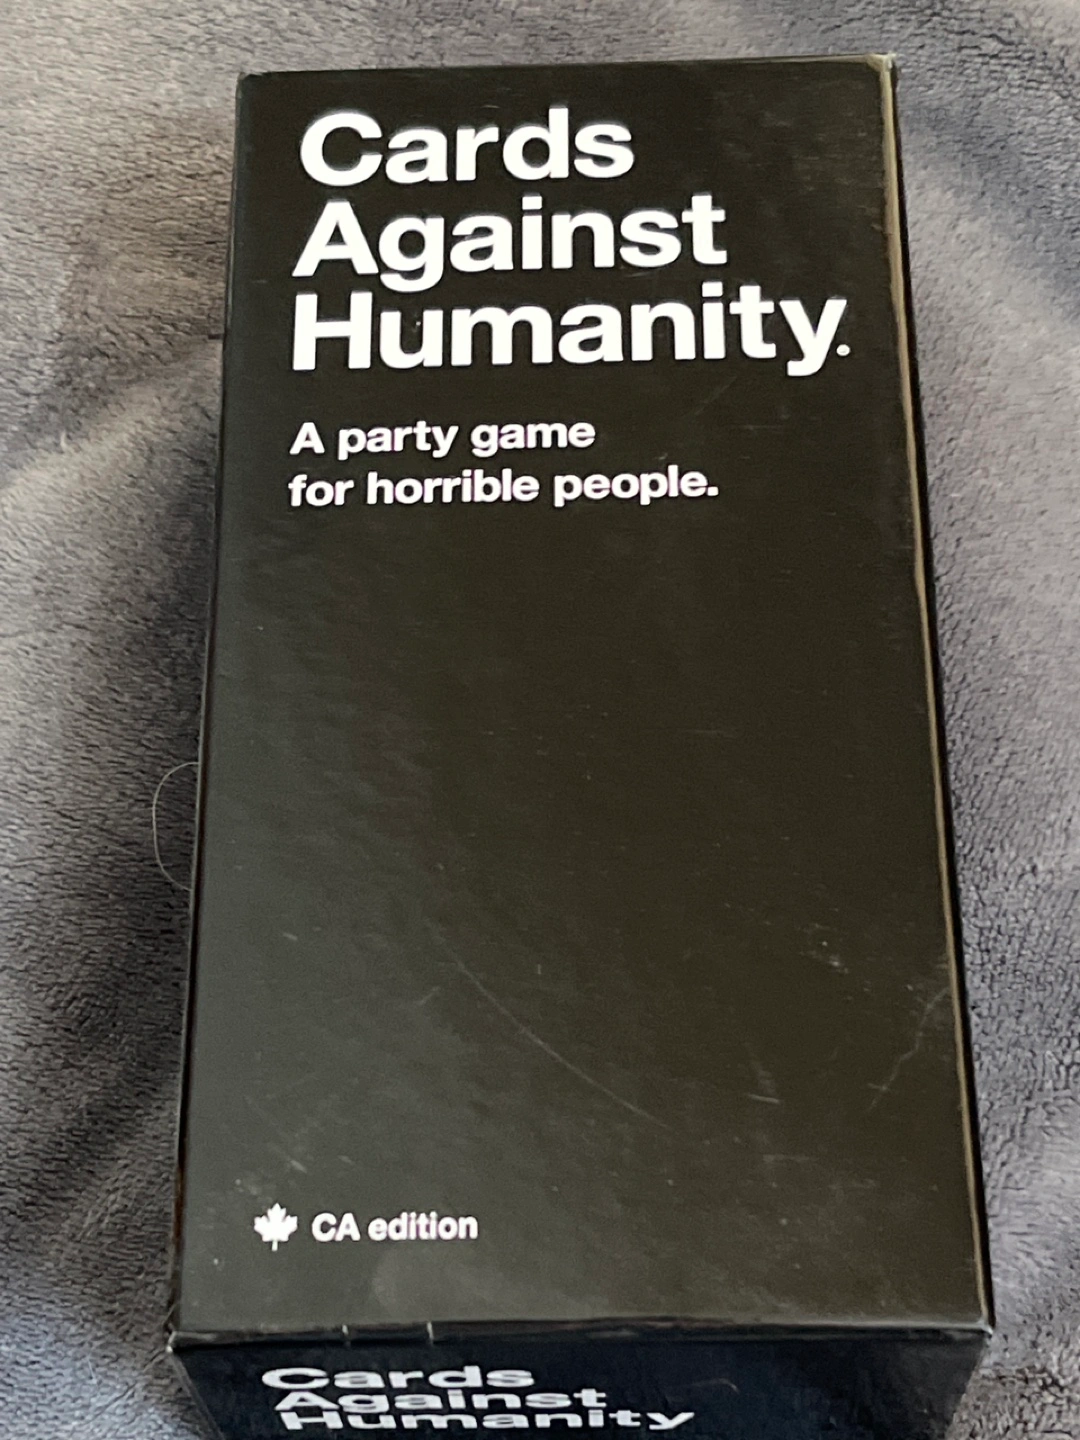 Cards
Against
Humanity.
A party game
for horrible people.
CA edition
Cards
Against
Humanity